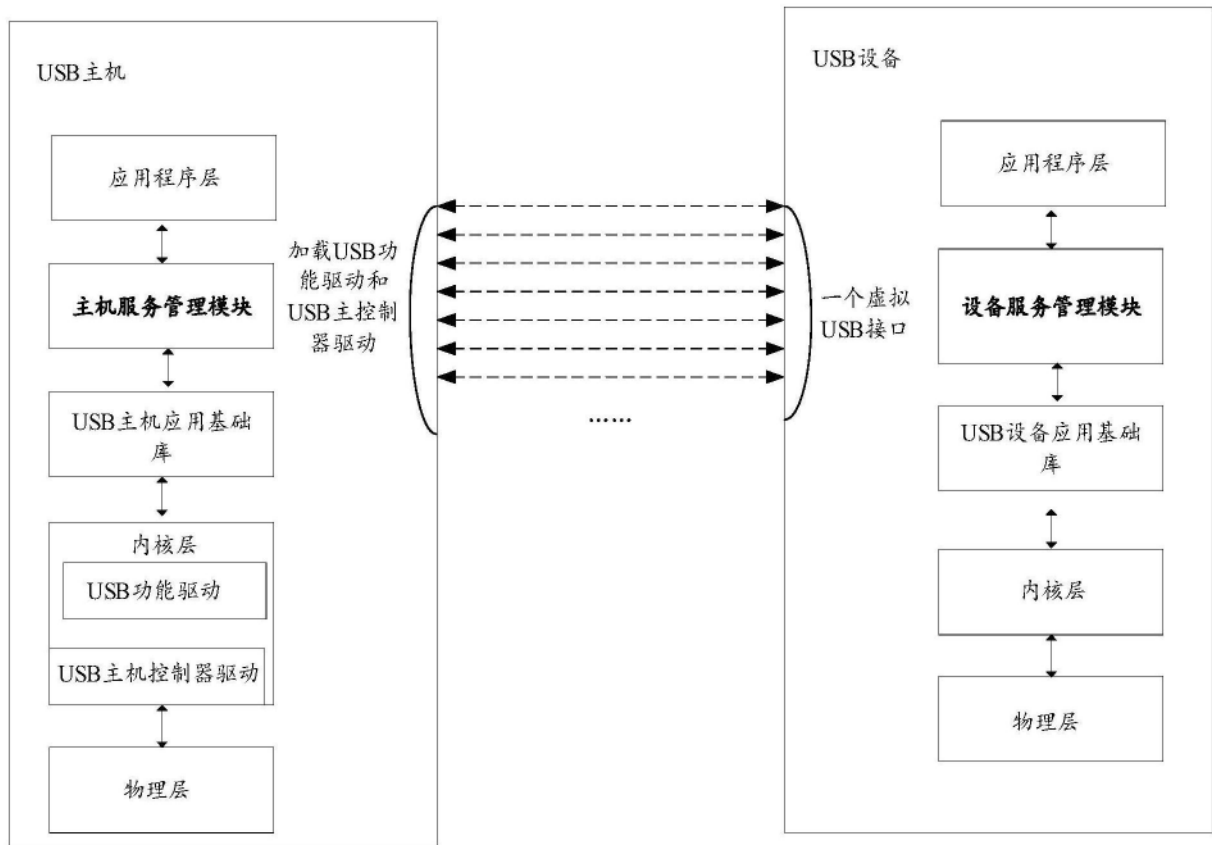 USB主机
应用程序层
主机服务管理模块
USB主机应用基础
库
内核层
USB功能驱动
USB主机控制器驱动
物理层
加载USB功
能驱动和
USB主控制
器驱动
……
一个虚拟
USB接口
USB设备
应用程序层
设备服务管理模块
USB设备应用基础
库
内核层
物理层